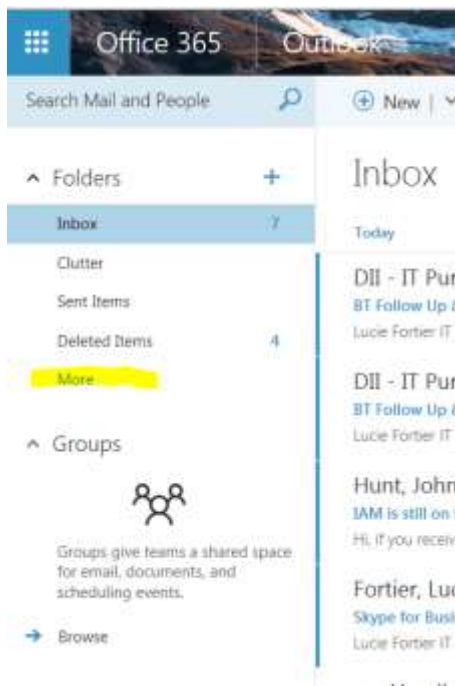 Office 365
Outlook
Search Mail and People
New
Folders
Inbox 7
Clutter
Sent Items
Deleted Items 4
More
Groups
Groups give teams a shared space
for email, documents, and
scheduling events.
Browse
Inbox
Today
DII - IT Pur
BT Follow Up &
Lucie Fortier IT
DII - IT Pur
BT Follow Up &
Lucie Fortier IT
Hunt, John
IAM is still on
Hi, if you receiv
Fortier, Luc
Skype for Busi
Lucie Fortier IT